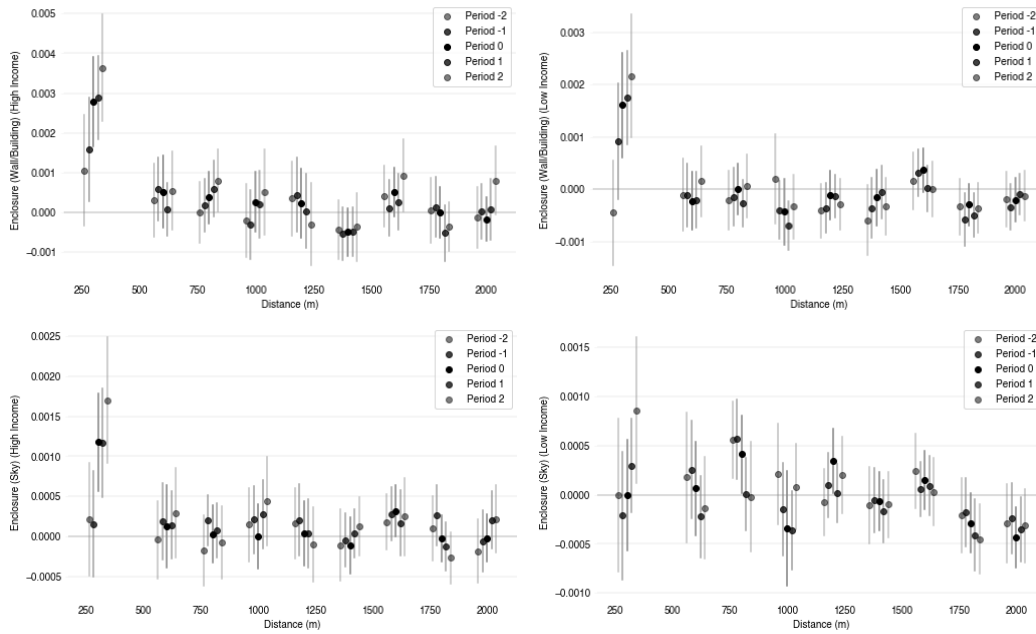 0.005
0.004
0.003
0.002
0.001
0.000
−0.001
Enclosure (Wall/Building) (High Income)
250 500 750 1000 1250 1500 1750 2000
Distance (m)
Period -2
Period -1
Period 0
Period 1
Period 2
0.003
0.002
0.001
0.000
−0.001
Enclosure (Wall/Building) (Low Income)
250 500 750 1000 1250 1500 1750 2000
Distance (m)
Period -2
Period -1
Period 0
Period 1
Period 2
0.0025
0.0020
0.0015
0.0010
0.0005
0.0000
−0.0005
Enclosure (Sky) (High Income)
250 500 750 1000 1250 1500 1750 2000
Distance (m)
Period -2
Period -1
Period 0
Period 1
Period 2
0.0015
0.0010
0.0005
0.0000
−0.0005
−0.0010
Enclosure (Sky) (Low Income)
250 500 750 1000 1250 1500 1750 2000
Distance (m)
Period -2
Period -1
Period 0
Period 1
Period 2